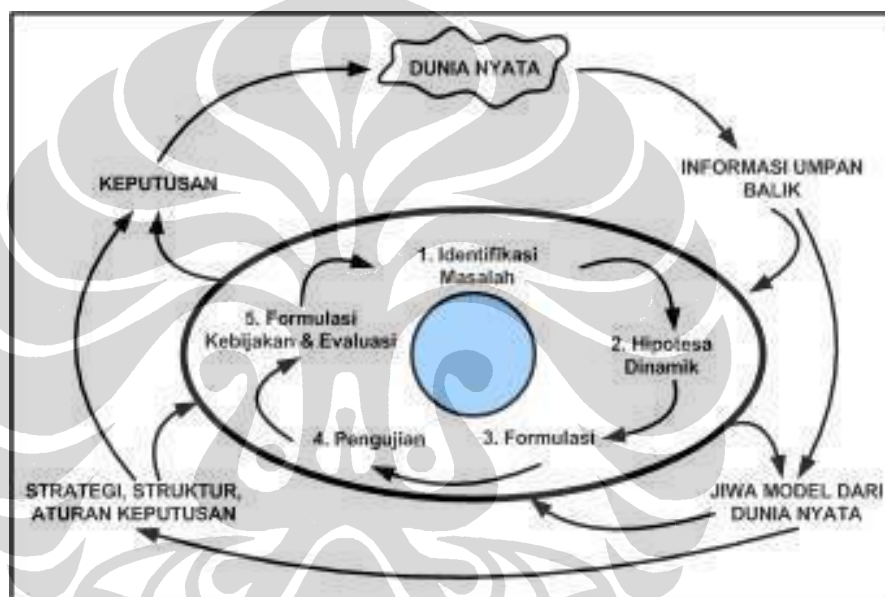 DUNIA NYATA
KEPUTUSAN
INFORMASI UMPAN
BALIK
1. Identifikasi
Masalah
5. Formulasi
Kebijakan & Evaluasi
2. Hipotesa
Dinamik
4. Pengujian
3. Formulasi
STRATEGI, STRUKTUR,
ATURAN KEPUTUSAN
JIWA MODEL DARI
DUNIA NYATA